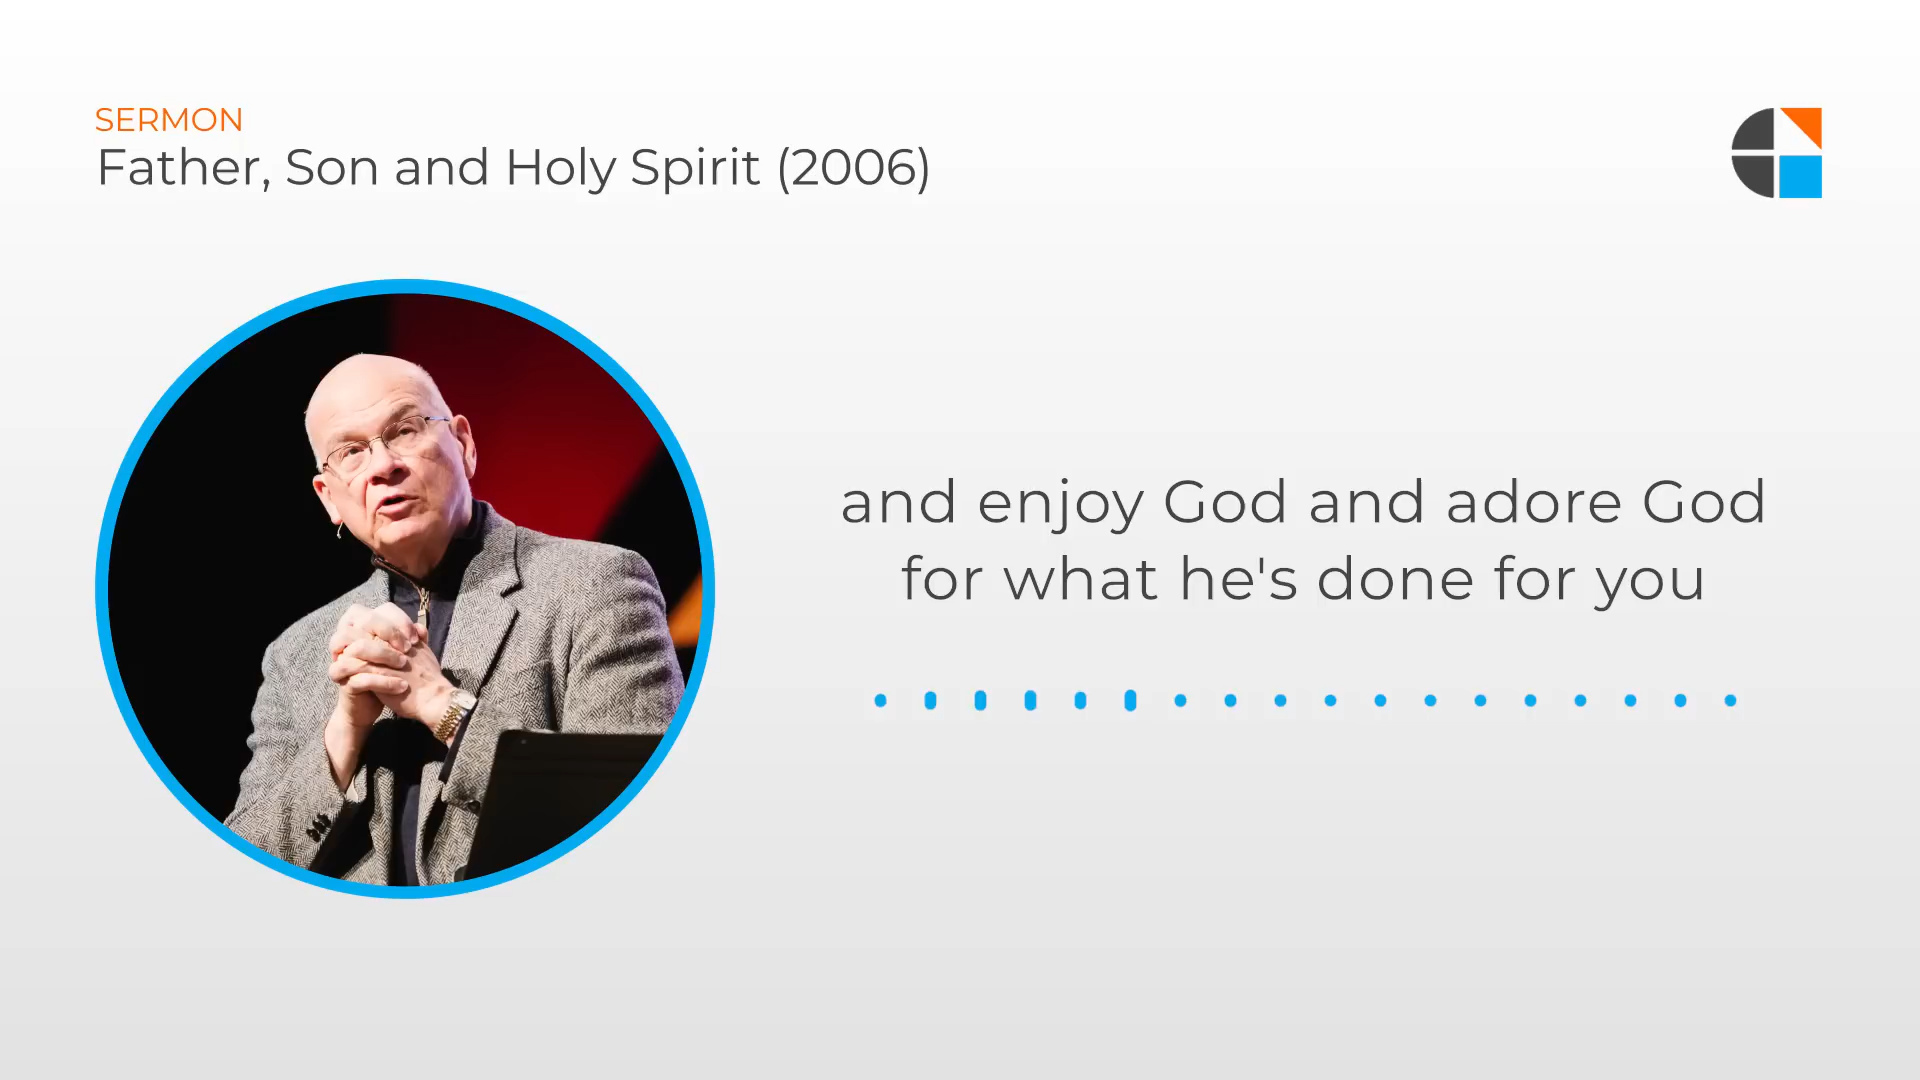 SERMON
Father, Son and Holy Spirit (2006)
and enjoy God and adore God
for what he's done for you